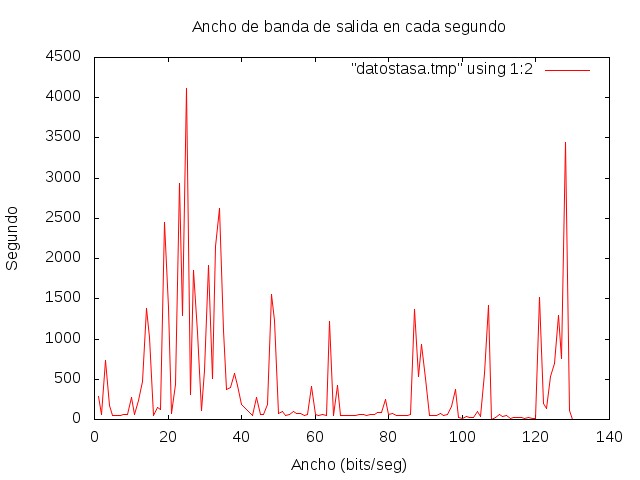 Ancho de banda de salida en cada segundo
"datostasa.tmp" using 1:2
4500
4000
3500
3000
2500
2000
1500
1000
500
0
Segundo
0 20 40 60 80 100 120 140
Ancho (bits/seg)